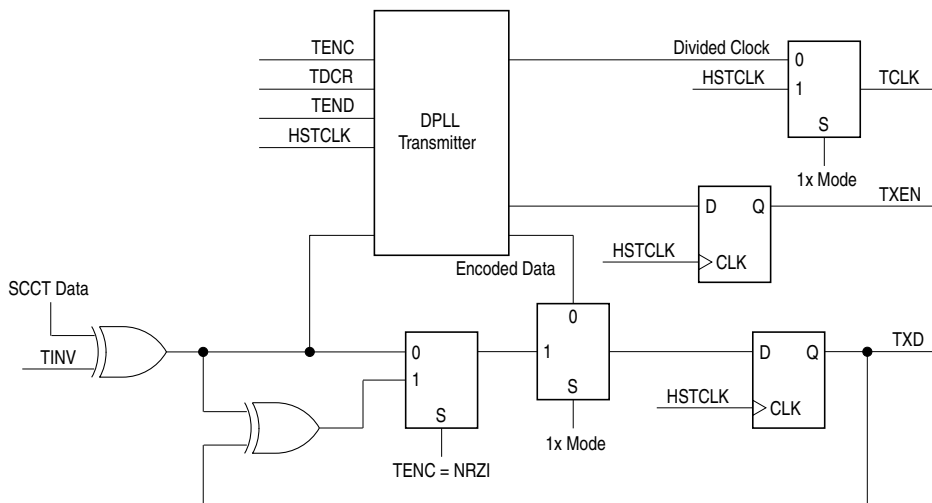 TENC
TDCR
TEND
HSTCLK
DPLL
Transmitter
Divided Clock
HSTCLK
0
1
S
TCLK
1x Mode
TXEN
D
Q
HSTCLK
CLK
Encoded Data
SCCT Data
TINV
0
1
S
TENC = NRZI
0
1
S
1x Mode
D
Q
HSTCLK
CLK
TXD